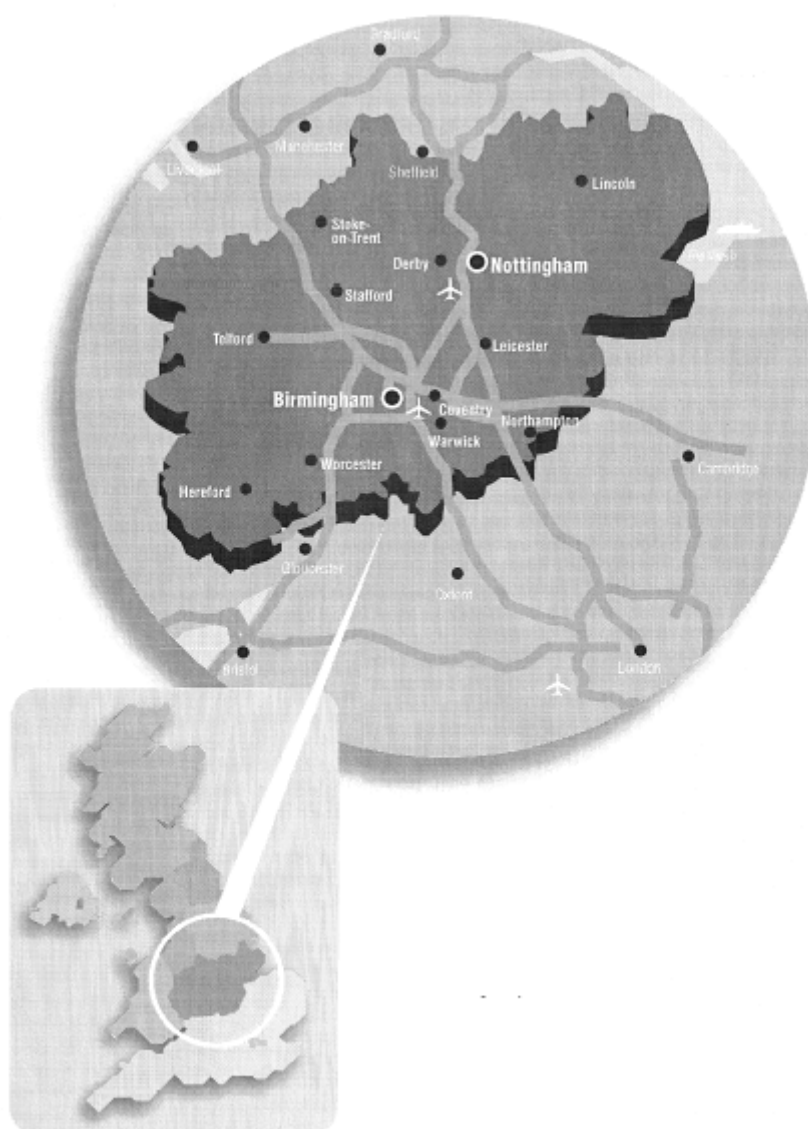 Bradford
Manchester
Liverpool
Sheffield
Lincoln
Stoke-
on-Trent
Derby
Nottingham
Stafford
Telford
Leicester
Birmingham
Coventry
Northampton
Warwick
Worcester
Cambridge
Hereford
Gloucester
Oxford
Bristol
London